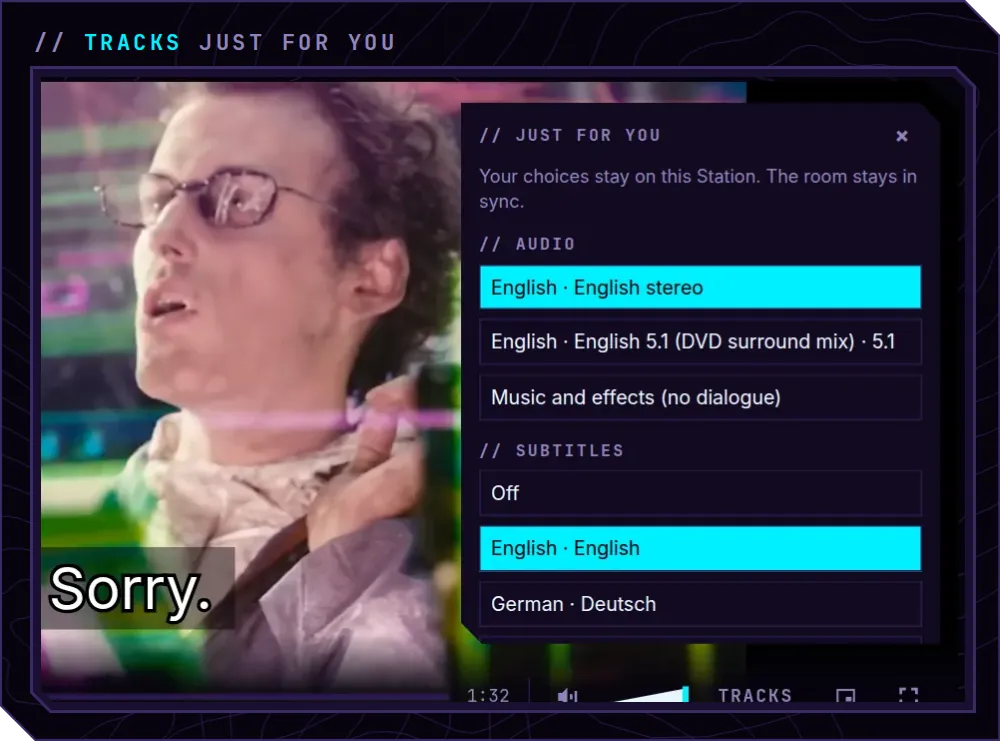 // TRACKS JUST FOR YOU
// JUST FOR YOU
×
Your choices stay on this Station. The room stays in
sync.
// AUDIO
English · English stereo
English · English 5.1 (DVD surround mix) · 5.1
Music and effects (no dialogue)
// SUBTITLES
Off
English · English
German · Deutsch
Sorry.
1:32
TRACKS